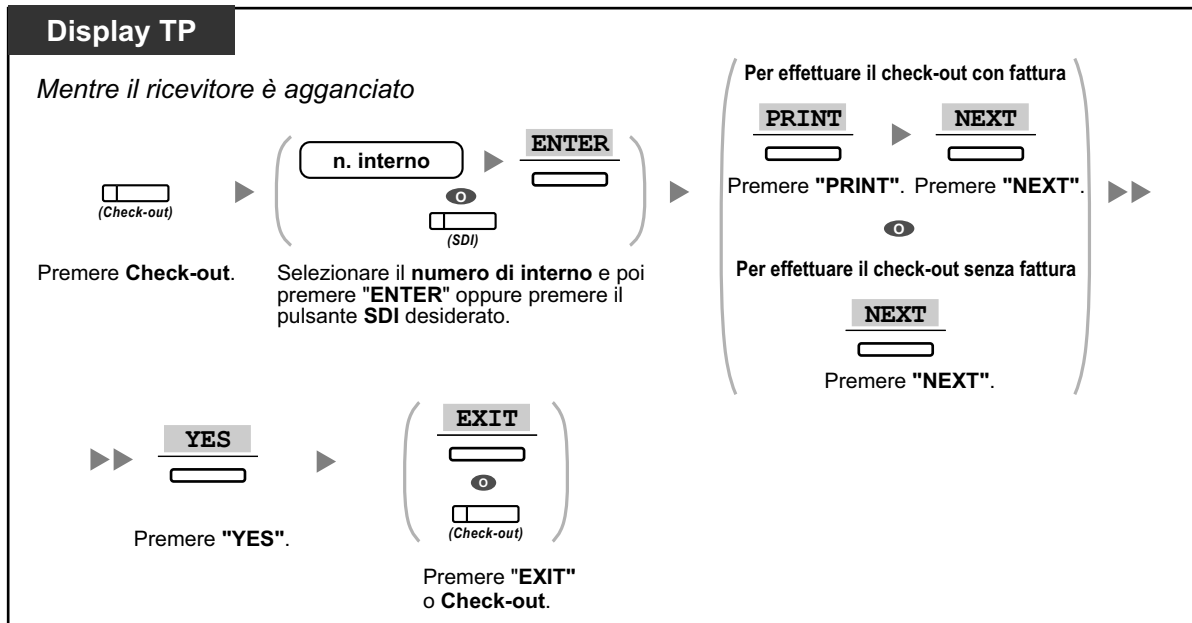 Display TP
Mentre il ricevitore è agganciato
(Check-out)
Premere Check-out.
n. interno
ENTER
o
(SDI)
Selezionare il numero di interno e poi
premere "ENTER" oppure premere il
pulsante SDI desiderato.
Per effettuare il check-out con fattura
PRINT
NEXT
Premere "PRINT". Premere "NEXT".
o
Per effettuare il check-out senza fattura
NEXT
Premere "NEXT".
YES
Premere "YES".
EXIT
o
(Check-out)
Premere "EXIT"
o Check-out.